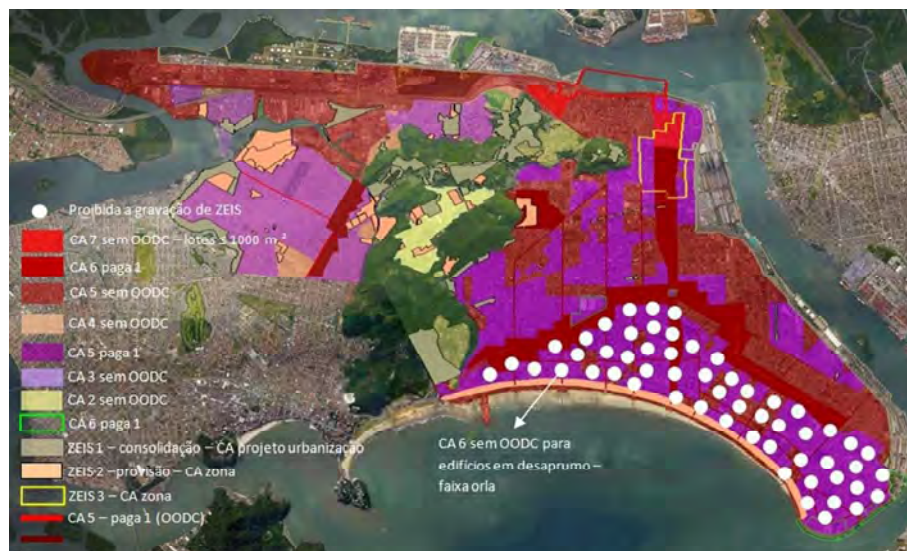 Proibida a gravação de ZEIS
CA 7 sem OODC – lotes ≤ 1000 m²
CA 6 paga 1
CA 5 sem OODC
CA 4 sem OODC
CA 5 paga 1
CA 3 sem OODC
CA 2 sem OODC
CA 6 paga 1
ZEIS 1 – consolidação – CA projeto urbanização
ZEIS 2 – provisão – CA zona
ZEIS 3 – CA zona
CA 5 – paga 1 (OODC)
CA 6 sem OODC para
edifícios em desaprumo –
faixa orla